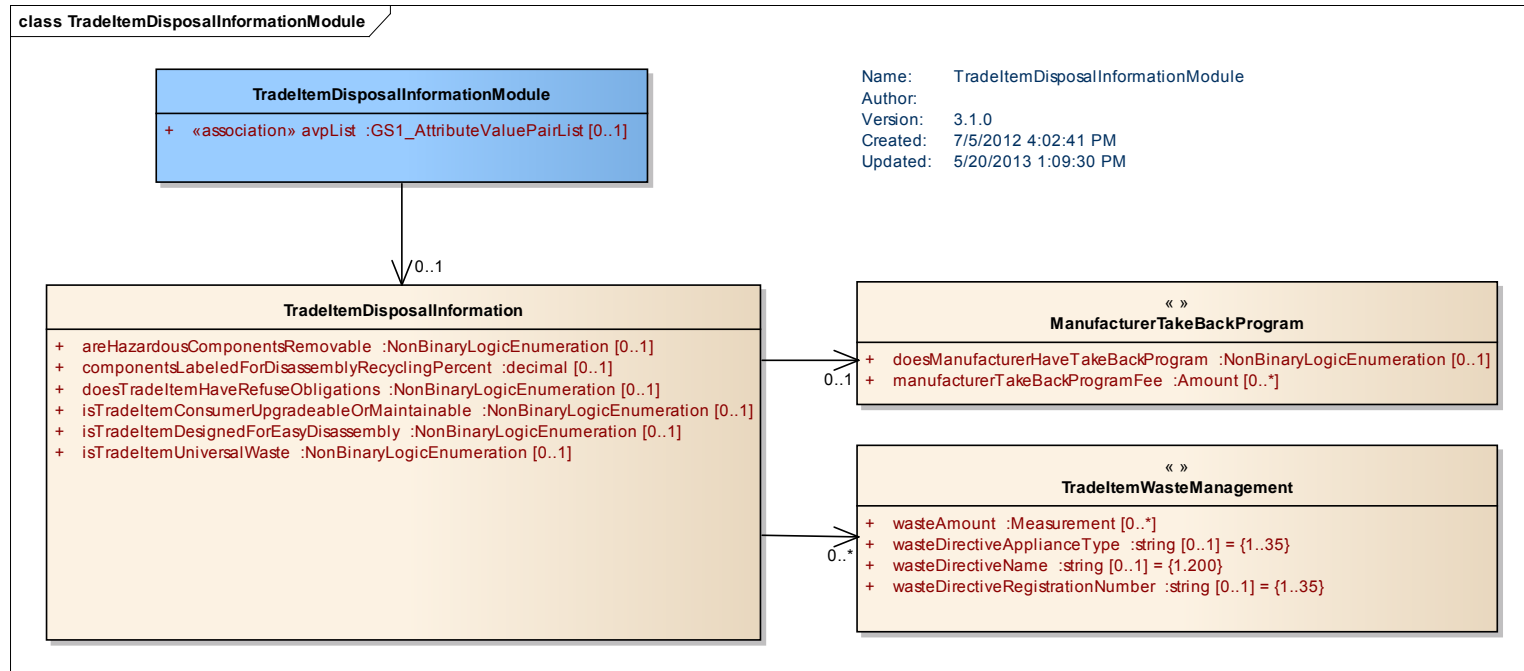 class TradeItemDisposalInformationModule
TradeItemDisposalInformationModule
+ «association» avpList :GS1_AttributeValuePairList [0..1]
Name: TradeItemDisposalInformationModule
Author:
Version: 3.1.0
Created: 7/5/2012 4:02:41 PM
Updated: 5/20/2013 1:09:30 PM
0..1
TradeItemDisposalInformation
+ areHazardousComponentsRemovable :NonBinaryLogicEnumeration [0..1]
+ componentsLabeledForDisassemblyRecyclingPercent :decimal [0..1]
+ doesTradeItemHaveRefuseObligations :NonBinaryLogicEnumeration [0..1]
+ isTradeItemConsumerUpgradeableOrMaintainable :NonBinaryLogicEnumeration [0..1]
+ isTradeItemDesignedForEasyDisassembly :NonBinaryLogicEnumeration [0..1]
+ isTradeItemUniversalWaste :NonBinaryLogicEnumeration [0..1]
0..1
« »
ManufacturerTakeBackProgram
+ doesManufacturerHaveTakeBackProgram :NonBinaryLogicEnumeration [0..1]
+ manufacturerTakeBackProgramFee :Amount [0..*]
0..*
« »
TradeItemWasteManagement
+ wasteAmount :Measurement [0..*]
+ wasteDirectiveApplianceType :string [0..1] = {1..35}
+ wasteDirectiveName :string [0..1] = {1.200}
+ wasteDirectiveRegistrationNumber :string [0..1] = {1..35}